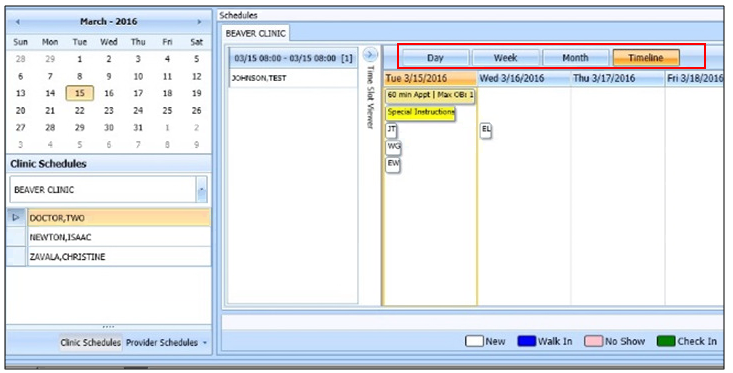 March - 2016
Sun Mon Tue Wed Thu Fri Sat
28 29 1 2 3 4 5
6 7 8 9 10 11 12
13 14 15 16 17 18 19
20 21 22 23 24 25 26
27 28 29 30 31 1 2
3 4 5 6 7 8 9
Clinic Schedules
BEAVER CLINIC
DOCTOR,TWO
NEWTON,ISAAC
ZAVALA,CHRISTINE
Clinic Schedules Provider Schedules
Schedules
BEAVER CLINIC
03/15 08:00 - 03/15 08:00 [1]
JOHNSON,TEST
Time Slot Viewer
Day Week Month Timeline
Tue 3/15/2016 Wed 3/16/2016 Thu 3/17/2016 Fri 3/18/2016
60 min Appt | Max OB: 1
Special Instructions
JT EL
WG
EW
New Walk In No Show Check In